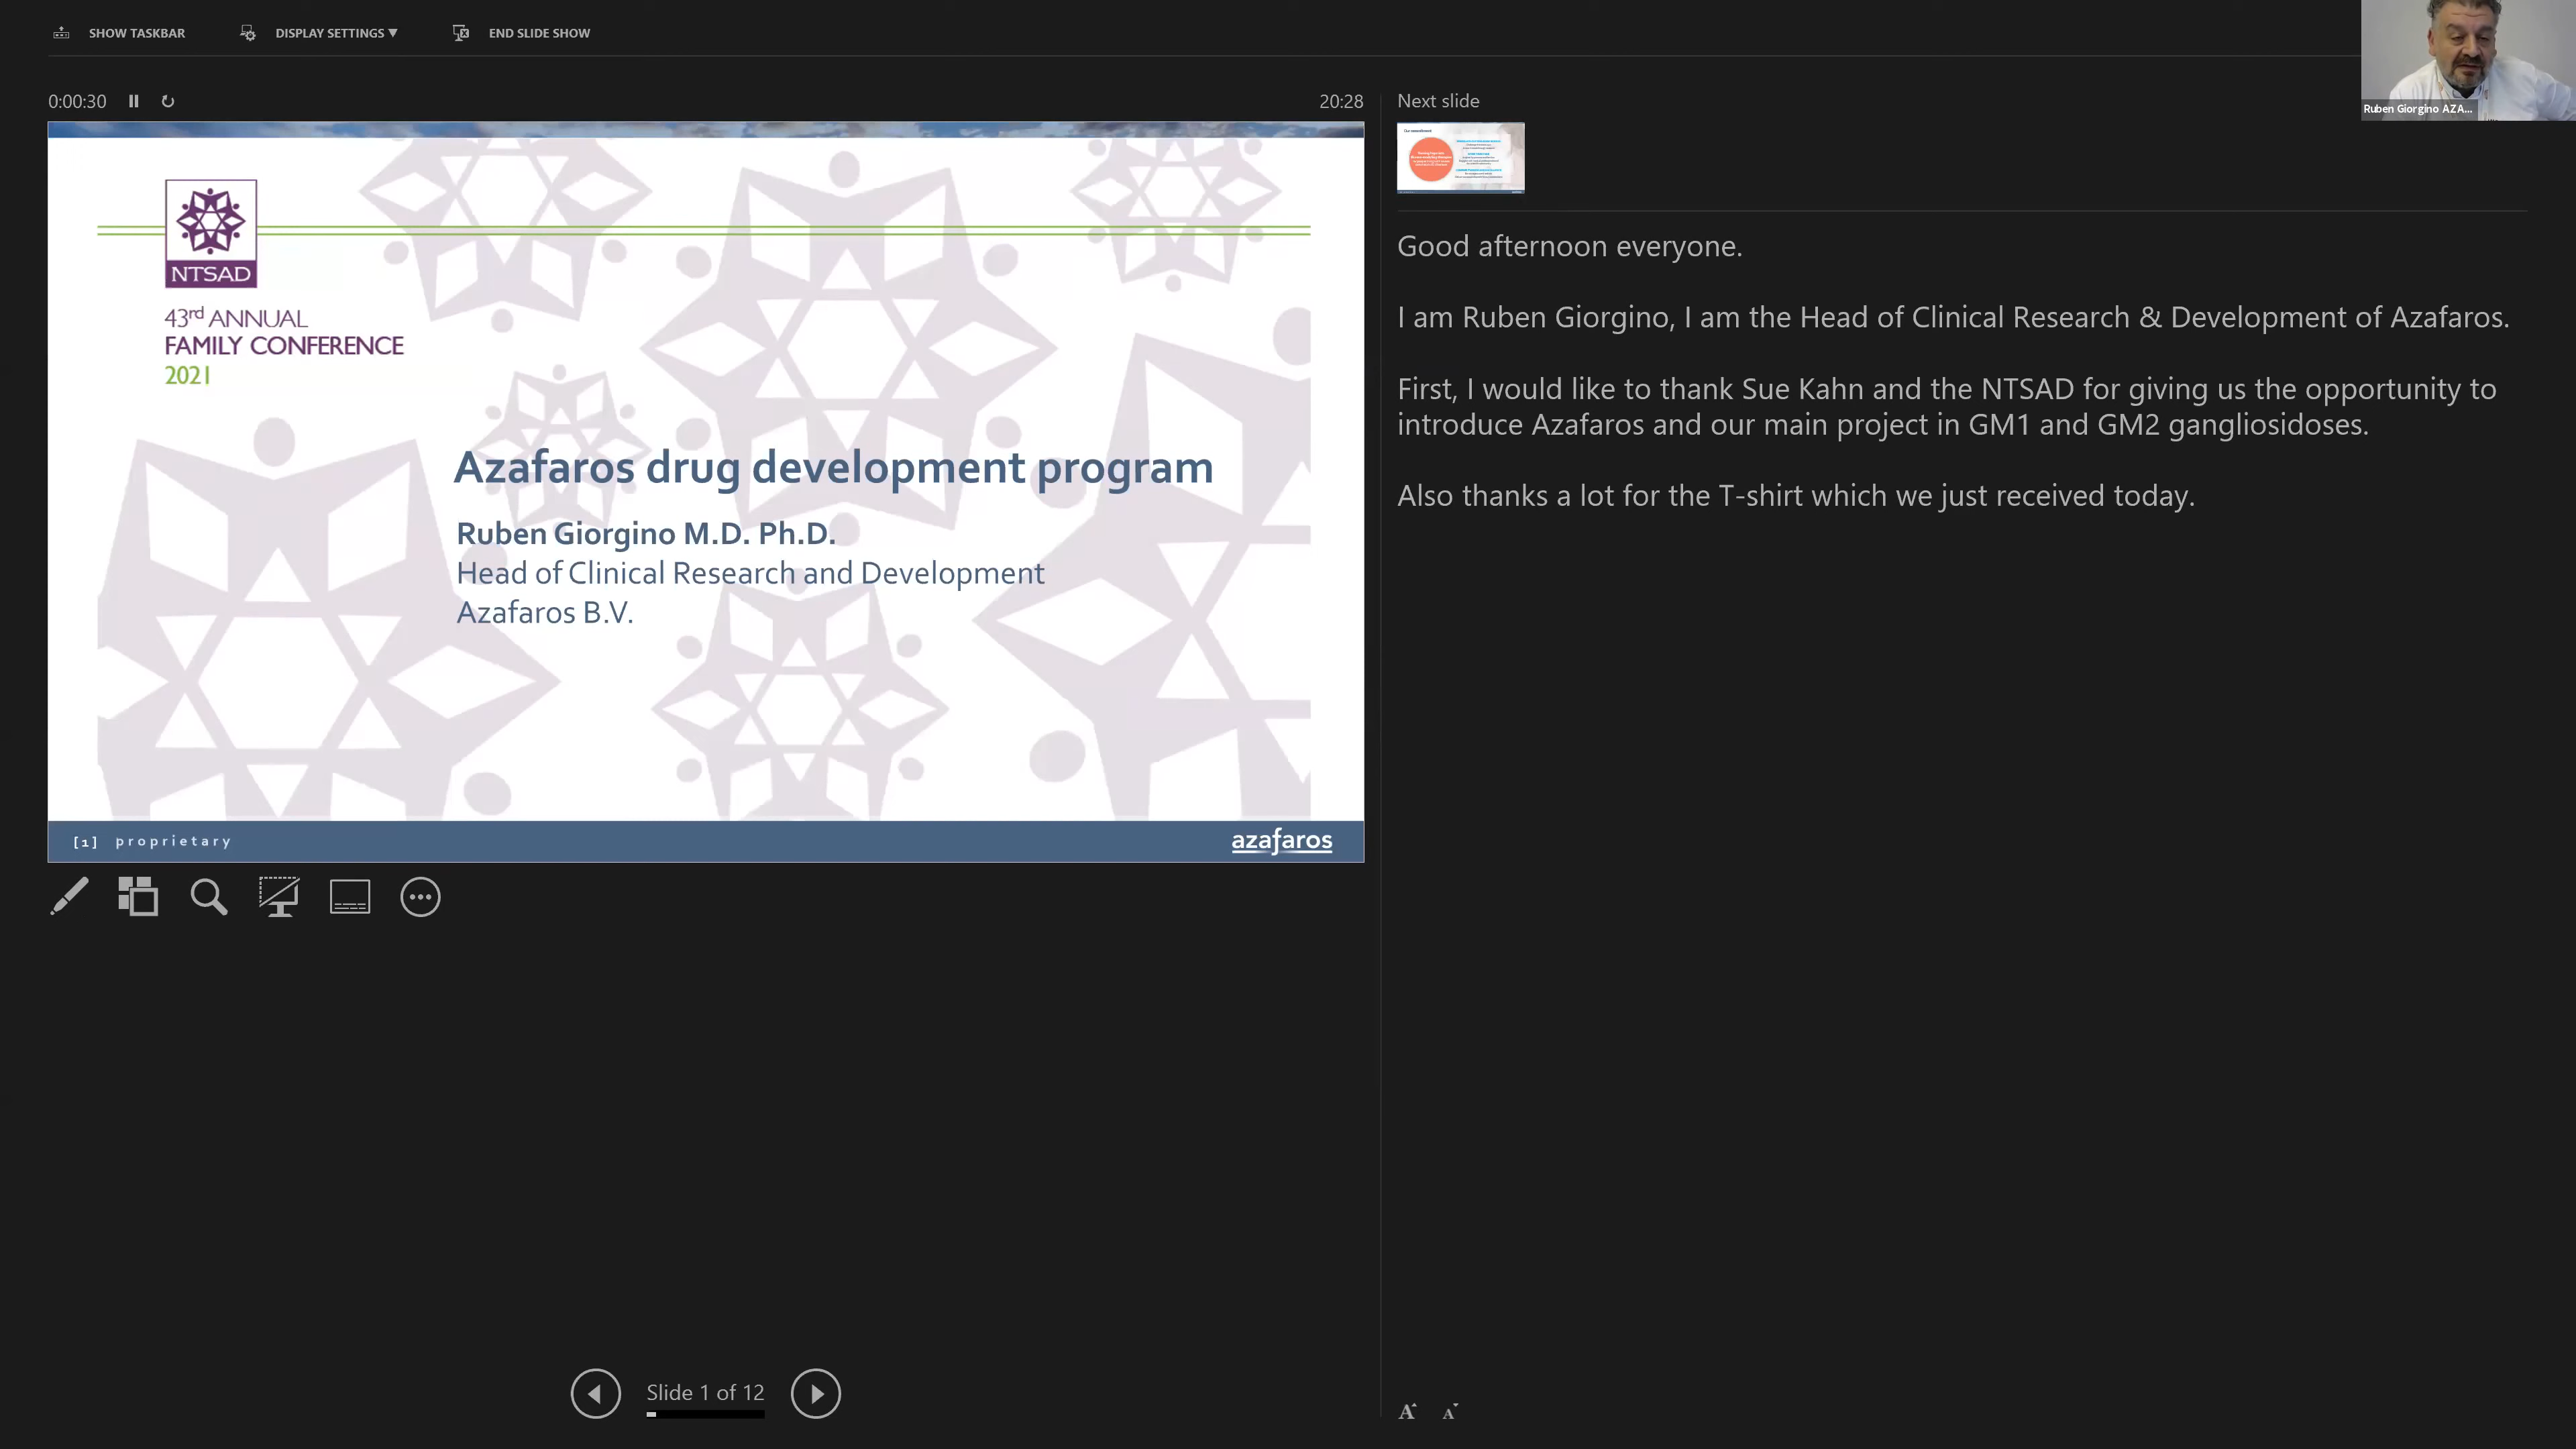 SHOW TASKBAR
DISPLAY SETTINGS ▼
END SLIDE SHOW
Ruben Giorgino AZA...
0:00:30
20:28
Next slide
NTSAD
43rd ANNUAL
FAMILY CONFERENCE
2021
Azafaros drug development program
Ruben Giorgino M.D. Ph.D.
Head of Clinical Research and Development
Azafaros B.V.
[1] proprietary
azafaros
Good afternoon everyone.
I am Ruben Giorgino, I am the Head of Clinical Research & Development of Azafaros.
First, I would like to thank Sue Kahn and the NTSAD for giving us the opportunity to
introduce Azafaros and our main project in GM1 and GM2 gangliosidoses.
Also thanks a lot for the T-shirt which we just received today.
Slide 1 of 12
A A